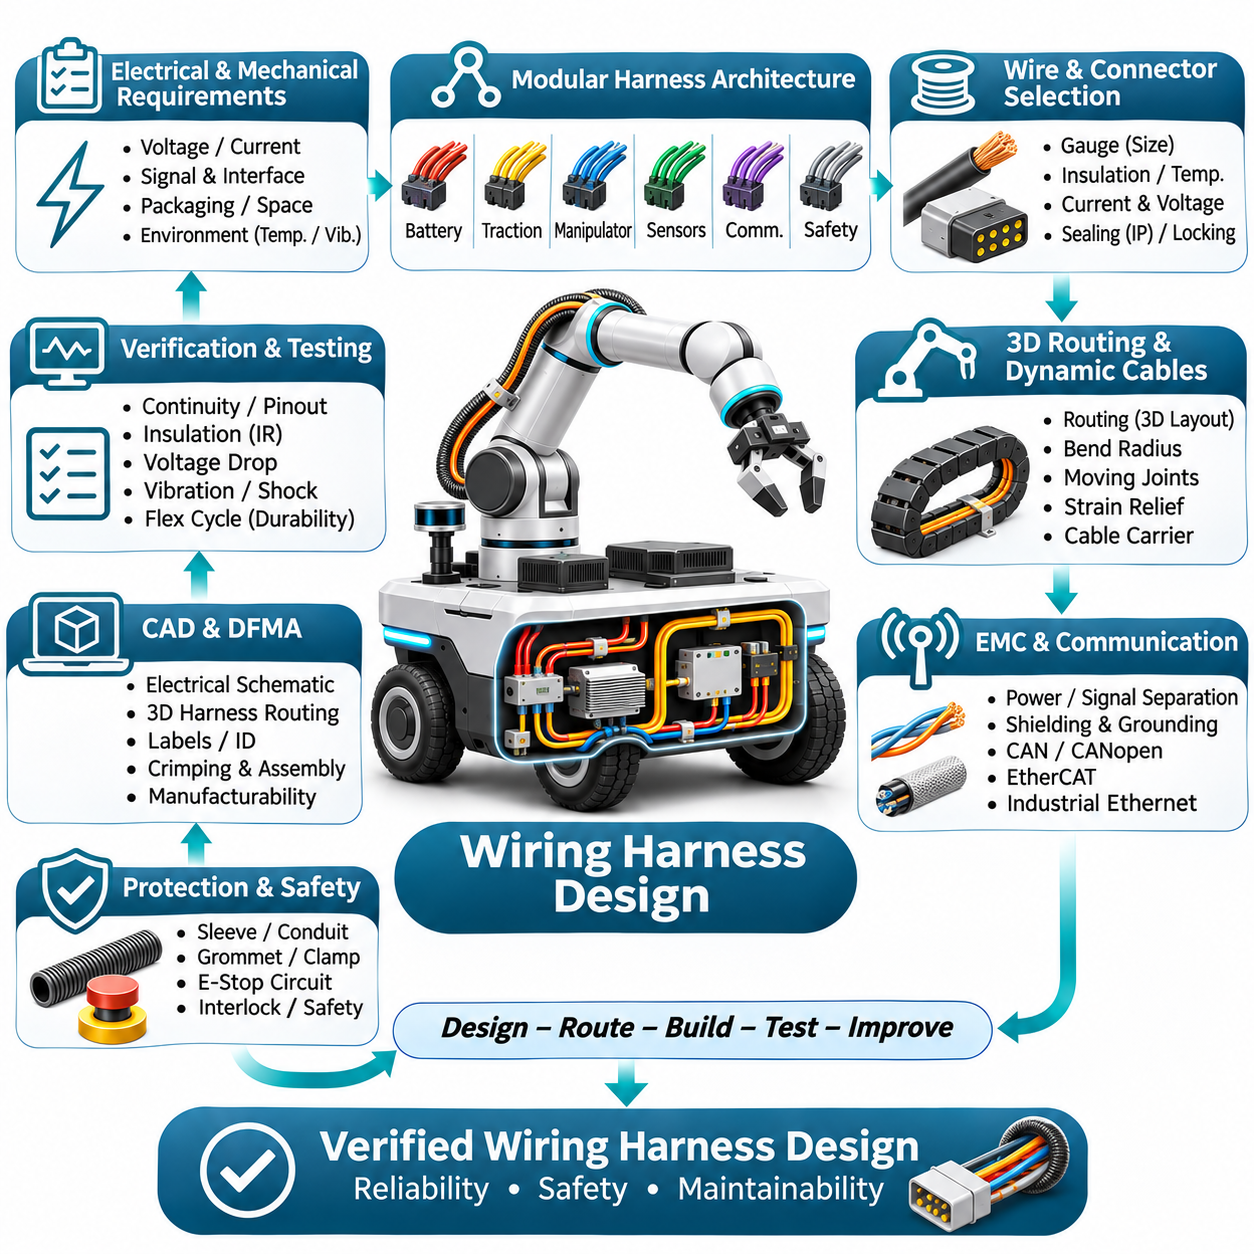 Electrical & Mechanical
Requirements
• Voltage / Current
• Signal & Interface
• Packaging / Space
• Environment (Temp. / Vib.)
Modular Harness Architecture
Battery
Traction
Manipulator
Sensors
Comm.
Safety
Wire & Connector
Selection
• Gauge (Size)
• Insulation / Temp.
• Current & Voltage
• Sealing (IP) / Locking
Verification & Testing
• Continuity / Pinout
• Insulation (IR)
• Voltage Drop
• Vibration / Shock
• Flex Cycle (Durability)
3D Routing &
Dynamic Cables
• Routing (3D Layout)
• Bend Radius
• Moving Joints
• Strain Relief
• Cable Carrier
CAD & DFMA
• Electrical Schematic
• 3D Harness Routing
• Labels / ID
• Crimping & Assembly
• Manufacturability
EMC & Communication
• Power / Signal Separation
• Shielding & Grounding
• CAN / CANopen
• EtherCAT
• Industrial Ethernet
Wiring Harness
Design
Protection & Safety
• Sleeve / Conduit
• Grommet / Clamp
• E-Stop Circuit
• Interlock / Safety
Design – Route – Build – Test – Improve
Verified Wiring Harness Design
Reliability • Safety • Maintainability